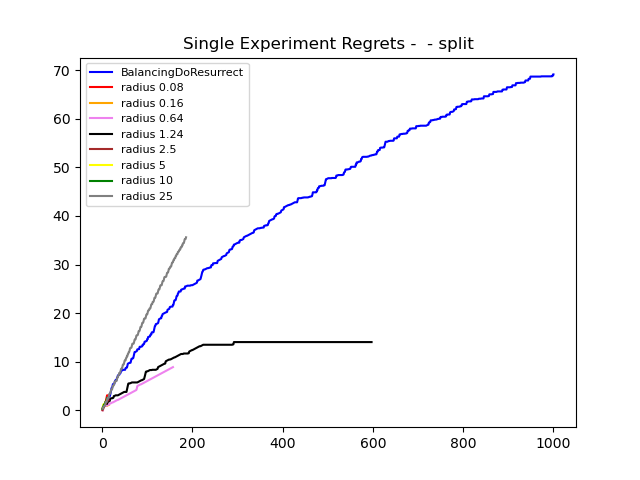 Single Experiment Regrets -  - split
70
60
50
40
30
20
10
0
BalancingDoResurrect
radius 0.08
radius 0.16
radius 0.64
radius 1.24
radius 2.5
radius 5
radius 10
radius 25
0 200 400 600 800 1000